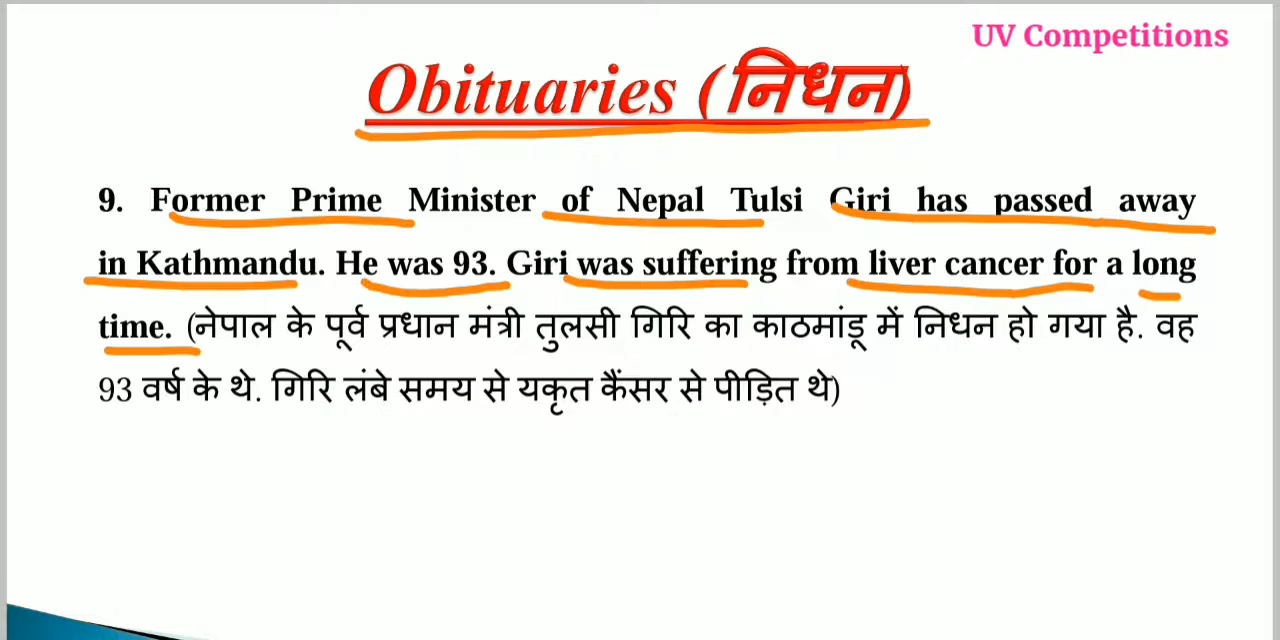 UV Competitions
Obituaries (निधन)
9. Former Prime Minister of Nepal Tulsi Giri has passed away
in Kathmandu. He was 93. Giri was suffering from liver cancer for a long
time. (नेपाल के पूर्व प्रधान मंत्री तुलसी गिरि का काठमांडू में निधन हो गया है. वह
93 वर्ष के थे. गिरि लंबे समय से यकृत कैंसर से पीड़ित थे)